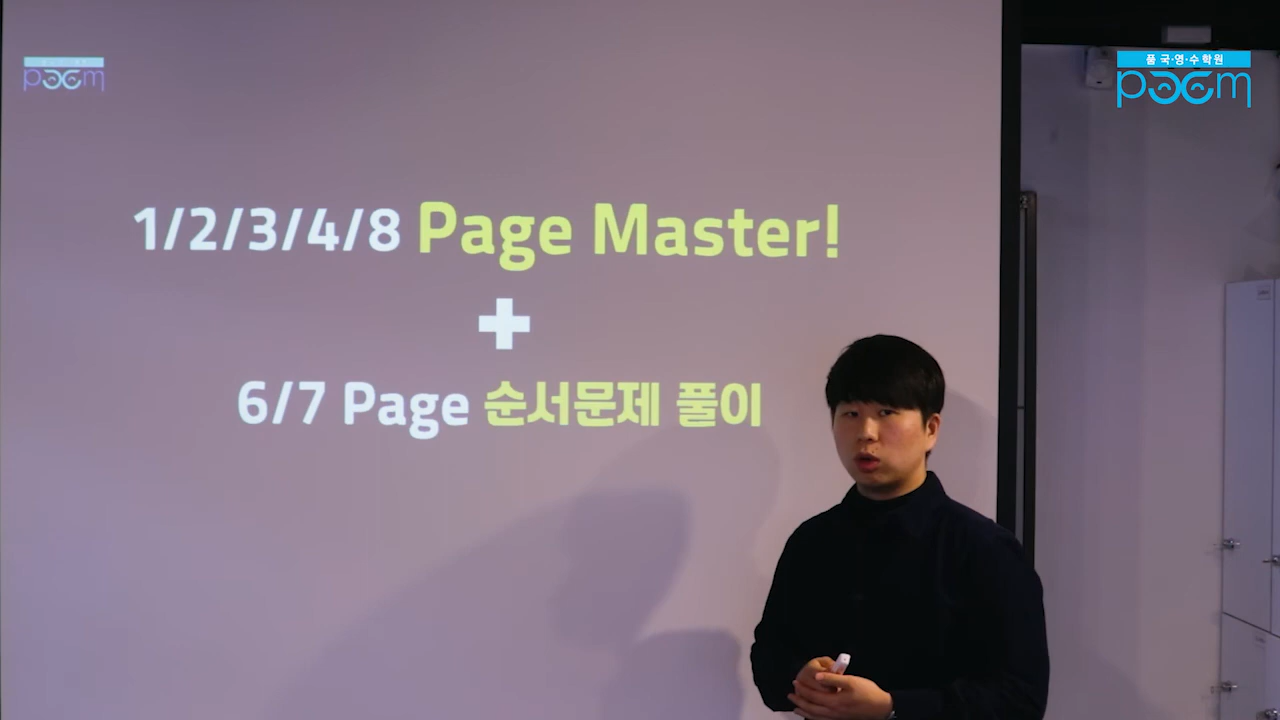 품 국·영·수 학원
poem
poem
1/2/3/4/8 Page Master!
+
6/7 Page 순서문제 풀이